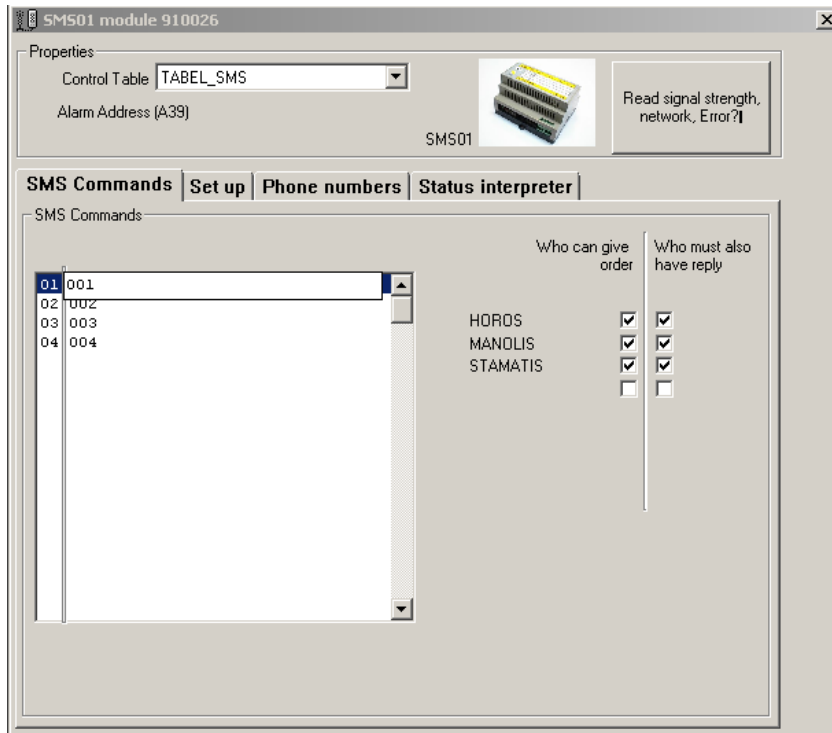 SMS01 module 910026
Properties
Control Table TABEL_SMS
Alarm Address (A39)
SMS01
Read signal strength,
network, Error?
SMS Commands Set up Phone numbers Status interpreter
SMS Commands
Who can give
order
Who must also
have reply
01 001
02 002
03 003
04 004
HOROS
MANOLIS
STAMATIS